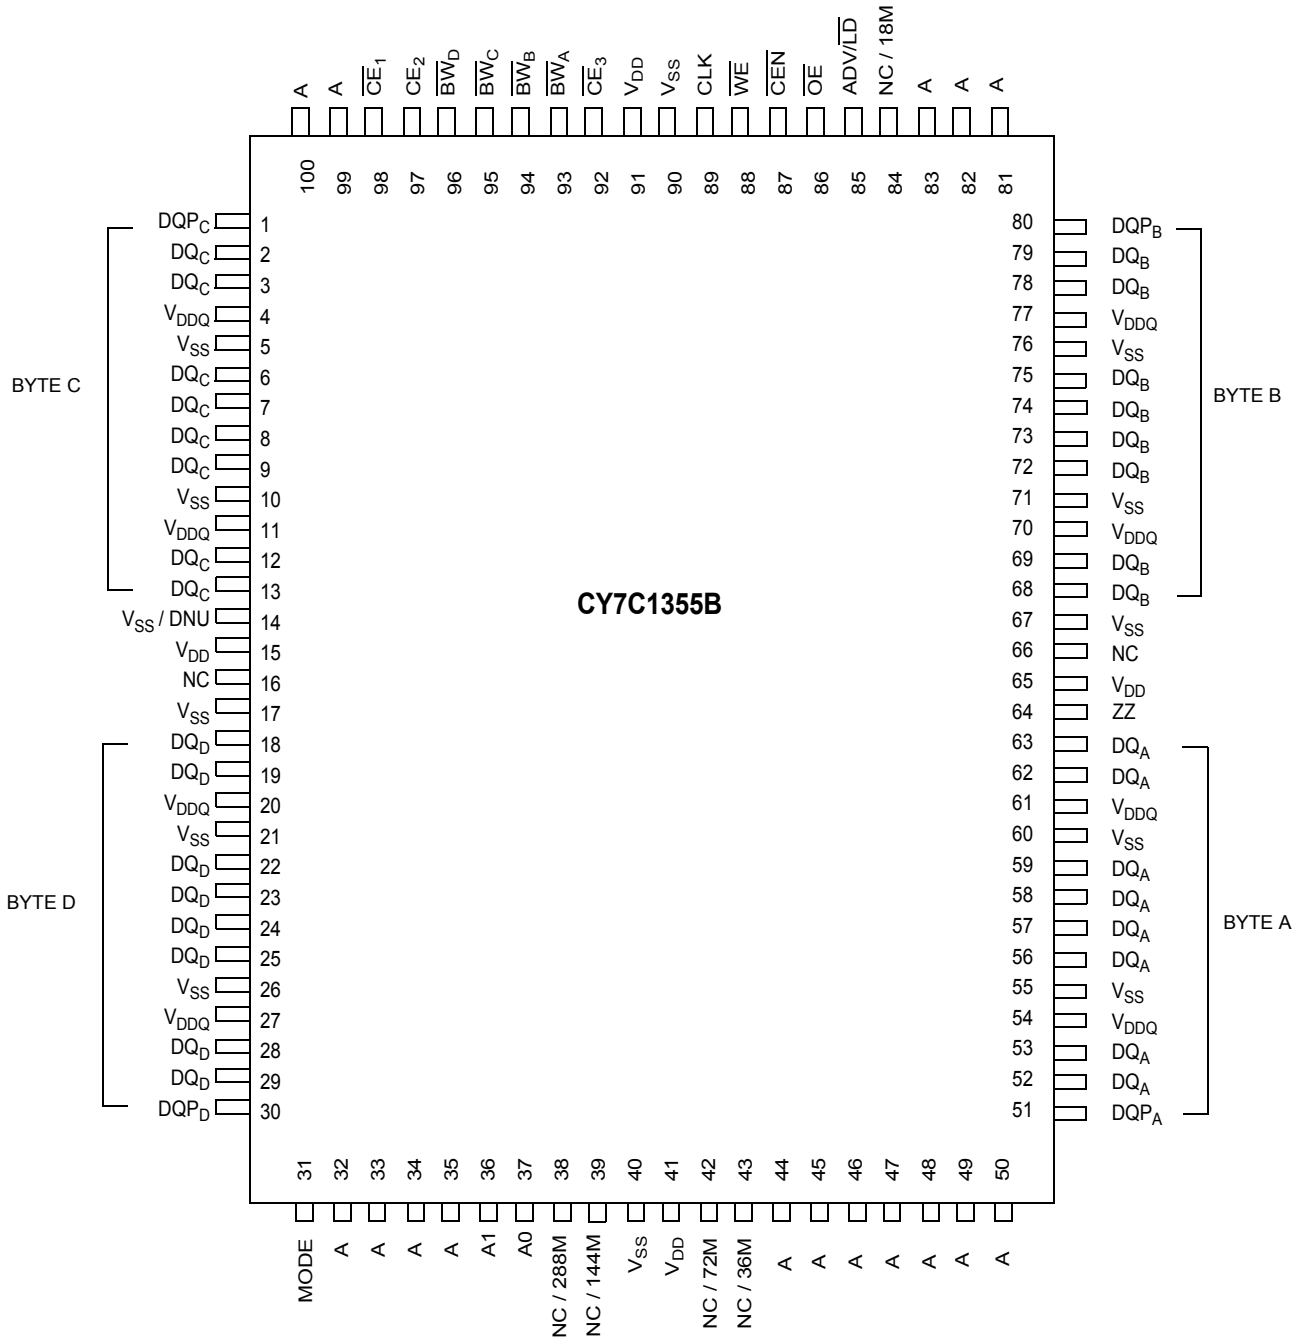 A
A
CE1
CE2
BWD
BWC
BWB
BWA
CE3
VDD
VSS
CLK
WE
CEN
OE
ADV/LD
NC / 18M
A
A
A
100
99
98
97
96
95
94
93
92
91
90
89
88
87
86
85
84
83
82
81
BYTE C
DQPC 1
DQC 2
DQC 3
VDDQ 4
VSS 5
DQC 6
DQC 7
DQC 8
DQC 9
VSS 10
VDDQ 11
DQC 12
DQC 13
VSS / DNU 14
VDD 15
NC 16
VSS 17
BYTE D
DQD 18
DQD 19
VDDQ 20
VSS 21
DQD 22
DQD 23
DQD 24
DQD 25
VSS 26
VDDQ 27
DQD 28
DQD 29
DQPD 30
CY7C1355B
80 DQPB
79 DQB
78 DQB
77 VDDQ
76 VSS
75 DQB
74 DQB
73 DQB
72 DQB
71 VSS
70 VDDQ
69 DQB
68 DQB
BYTE B
67 VSS
66 NC
65 VDD
64 ZZ
63 DQA
62 DQA
61 VDDQ
60 VSS
59 DQA
58 DQA
57 DQA
56 DQA
55 VSS
54 VDDQ
53 DQA
52 DQA
51 DQPA
BYTE A
31
32
33
34
35
36
37
38
39
40
41
42
43
44
45
46
47
48
49
50
MODE
A
A
A
A
A1
A0
NC / 288M
NC / 144M
VSS
VDD
NC / 72M
NC / 36M
A
A
A
A
A
A
A